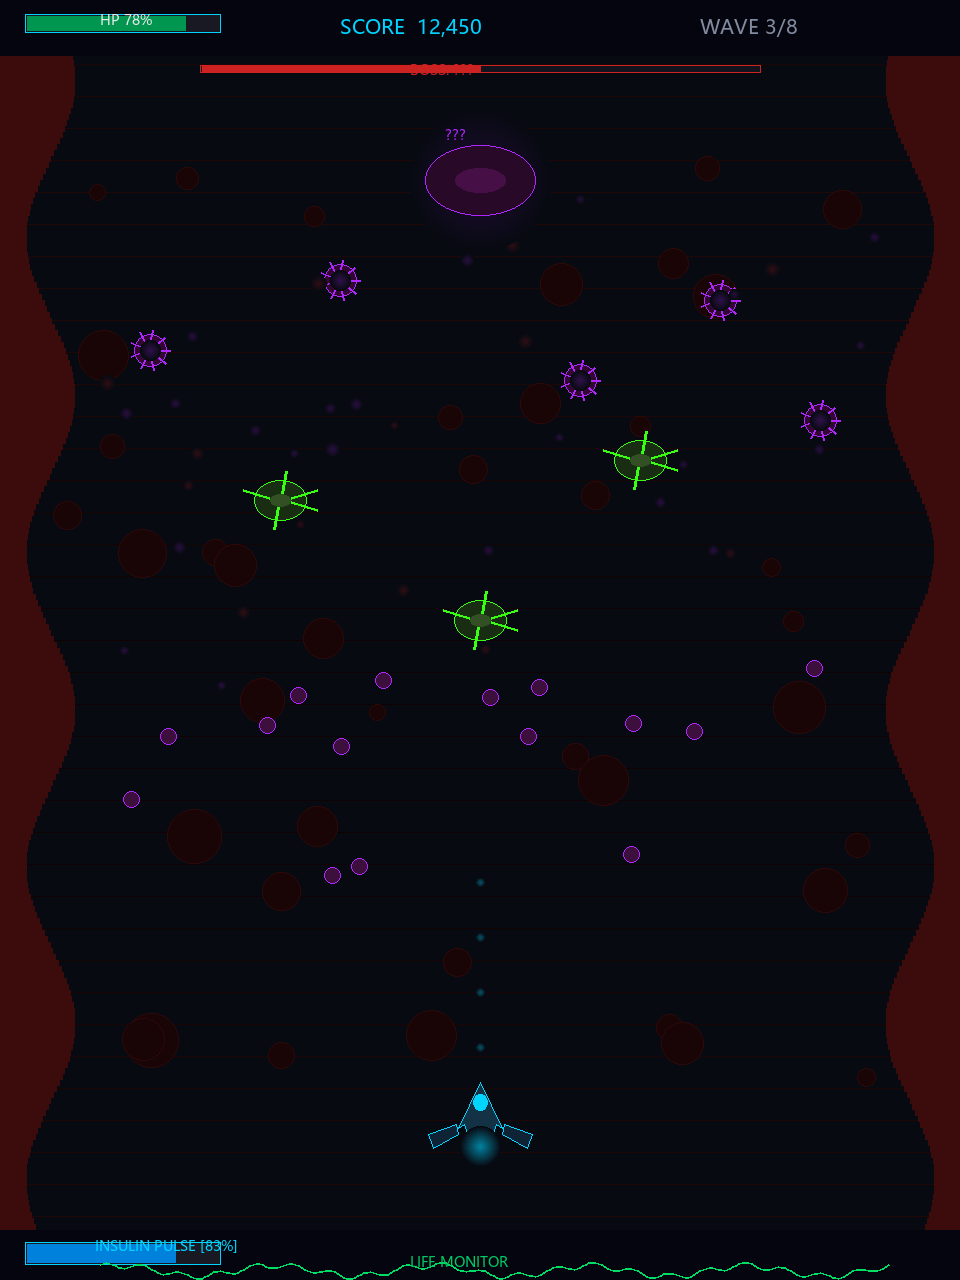 HP 78%
SCORE 12,450
WAVE 3/8
???
INSULIN PULSE [83%]
LIFE MONITOR